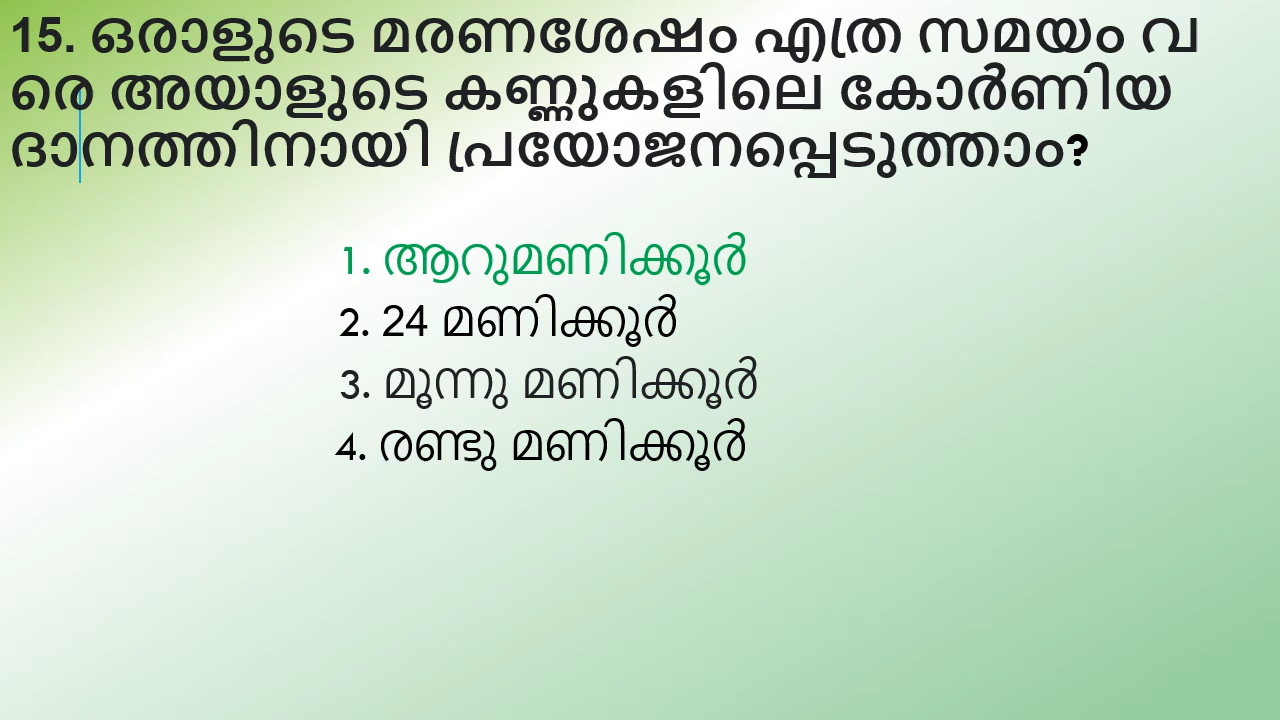 15. ഒരാളുടെ മരണശേഷം എത്ര സമയം വ
രെ അയാളുടെ കണ്ണുകളിലെ കോർണിയ
ദാനത്തിനായി പ്രയോജനപ്പെടുത്താം?
1. ആറുമണിക്കൂർ
2. 24 മണിക്കൂർ
3. മൂന്നു മണിക്കൂർ
4. രണ്ടു മണിക്കൂർ